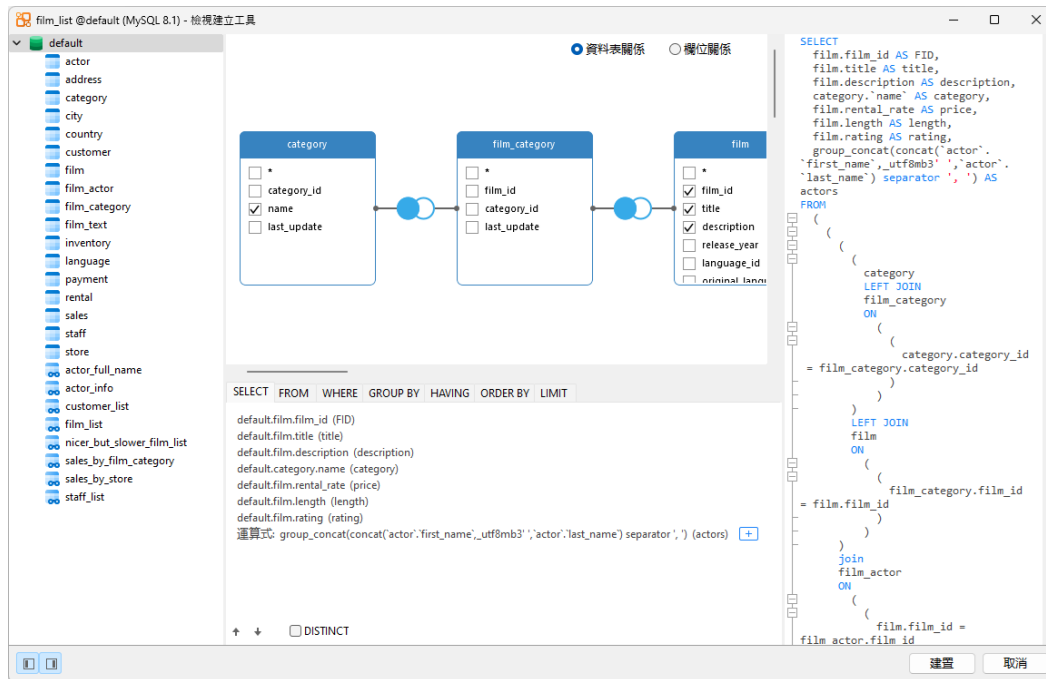 film_list @default (MySQL 8.1) - 檢視建立工具
default
actor
address
category
city
country
customer
film
film_actor
film_category
film_text
inventory
language
payment
rental
sales
staff
store
actor_full_name
actor_info
customer_list
film_list
nicer_but_slower_film_list
sales_by_film_category
sales_by_store
staff_list
資料表關係
欄位關係
category
*
category_id
name
last_update
film_category
*
film_id
category_id
last_update
film
*
film_id
title
description
release_year
language_id
original_langu
SELECT FROM WHERE GROUP BY HAVING ORDER BY LIMIT
default.film.film_id (FID)
default.film.title (title)
default.film.description (description)
default.category.name (category)
default.film.rental_rate (price)
default.film.length (length)
default.film.rating (rating)
運算式: group_concat(concat(`actor`.`first_name`,_utf8mb3' ',`actor`.`last_name`) separator ', ') (actors)
DISTINCT
SELECT
film.film_id AS FID,
film.title AS title,
film.description AS description,
category.`name` AS category,
film.rental_rate AS price,
film.length AS length,
film.rating AS rating,
group_concat(concat(`actor`.
`first_name`,_utf8mb3' ',`actor`.
`last_name`) separator ', ') AS
actors
FROM
(
(
(
(
category
LEFT JOIN
film_category
ON
(
(
category.category_id
= film_category.category_id
)
)
)
LEFT JOIN
film
ON
(
(
film_category.film_id
= film.film_id
)
)
)
join
film_actor
ON
(
(
film.film_id =
film_actor.film_id
建置
取消